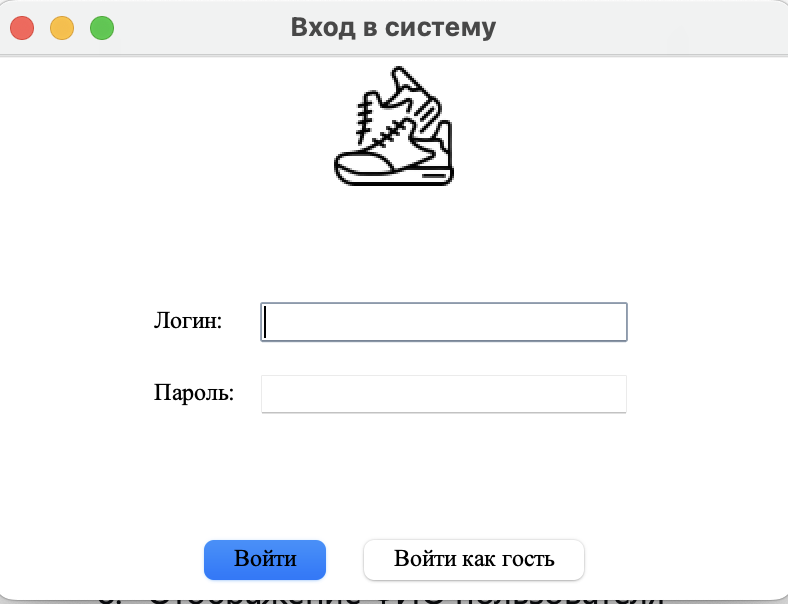 Вход в систему
Логин:
Пароль:
Войти
Войти как гость